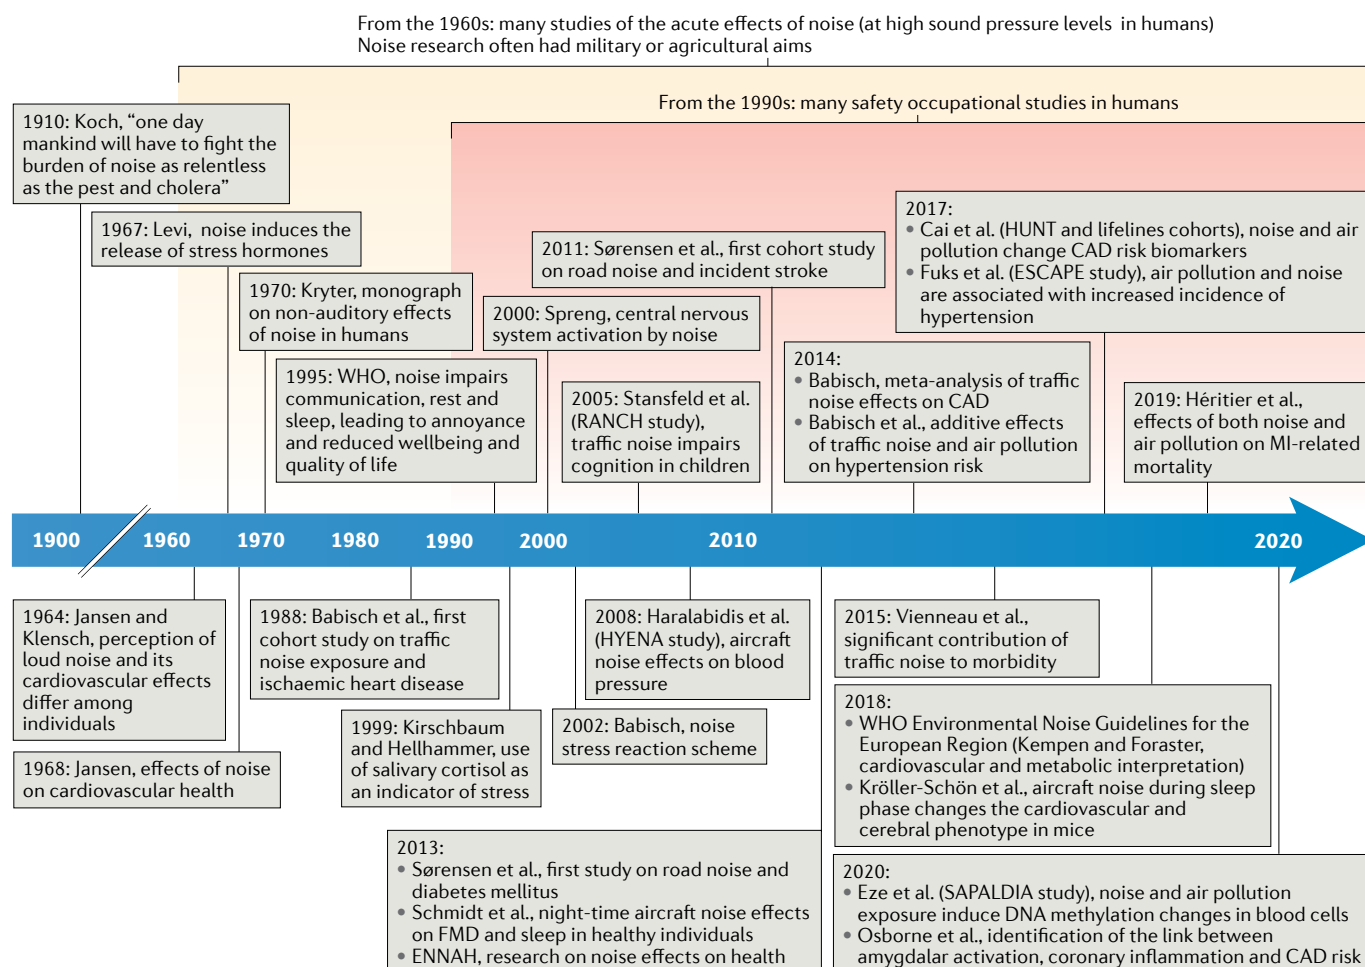 From the 1960s: many studies of the acute effects of noise (at high sound pressure levels in humans)
Noise research often had military or agricultural aims
From the 1990s: many safety occupational studies in humans
1910: Koch, “one day
mankind will have to fight the
burden of noise as relentless
as the pest and cholera”
1967: Levi, noise induces the
release of stress hormones
1970: Kryter, monograph
on non-auditory effects
of noise in humans
1995: WHO, noise impairs
communication, rest and
sleep, leading to annoyance
and reduced wellbeing and
quality of life
2011: Sørensen et al., first cohort study
on road noise and incident stroke
2000: Spreng, central nervous
system activation by noise
2005: Stansfeld et al.
(RANCH study),
traffic noise impairs
cognition in children
2017:
• Cai et al. (HUNT and lifelines cohorts), noise and air
pollution change CAD risk biomarkers
• Fuks et al. (ESCAPE study), air pollution and noise
are associated with increased incidence of
hypertension
2014:
• Babisch, meta-analysis of traffic
noise effects on CAD
• Babisch et al., additive effects
of traffic noise and air pollution
on hypertension risk
2019: Héritier et al.,
effects of both noise and
air pollution on MI-related
mortality
1900 1960 1970 1980 1990 2000 2010 2020
1964: Jansen and
Klensch, perception of
loud noise and its
cardiovascular effects
differ among
individuals
1968: Jansen, effects of noise
on cardiovascular health
1988: Babisch et al., first
cohort study on traffic
noise exposure and
ischaemic heart disease
1999: Kirschbaum
and Hellhammer, use
of salivary cortisol as
an indicator of stress
2008: Haralabidis et al.
(HYENA study), aircraft
noise effects on blood
pressure
2002: Babisch, noise
stress reaction scheme
2013:
• Sørensen et al., first study on road noise and
diabetes mellitus
• Schmidt et al., night-time aircraft noise effects
on FMD and sleep in healthy individuals
• ENNAH, research on noise effects on health
2015: Vienneau et al.,
significant contribution of
traffic noise to morbidity
2018:
• WHO Environmental Noise Guidelines for the
European Region (Kempen and Foraster,
cardiovascular and metabolic interpretation)
• Kröller-Schön et al., aircraft noise during sleep
phase changes the cardiovascular and
cerebral phenotype in mice
2020:
• Eze et al. (SAPALDIA study), noise and air pollution
exposure induce DNA methylation changes in blood cells
• Osborne et al., identification of the link between
amygdalar activation, coronary inflammation and CAD risk